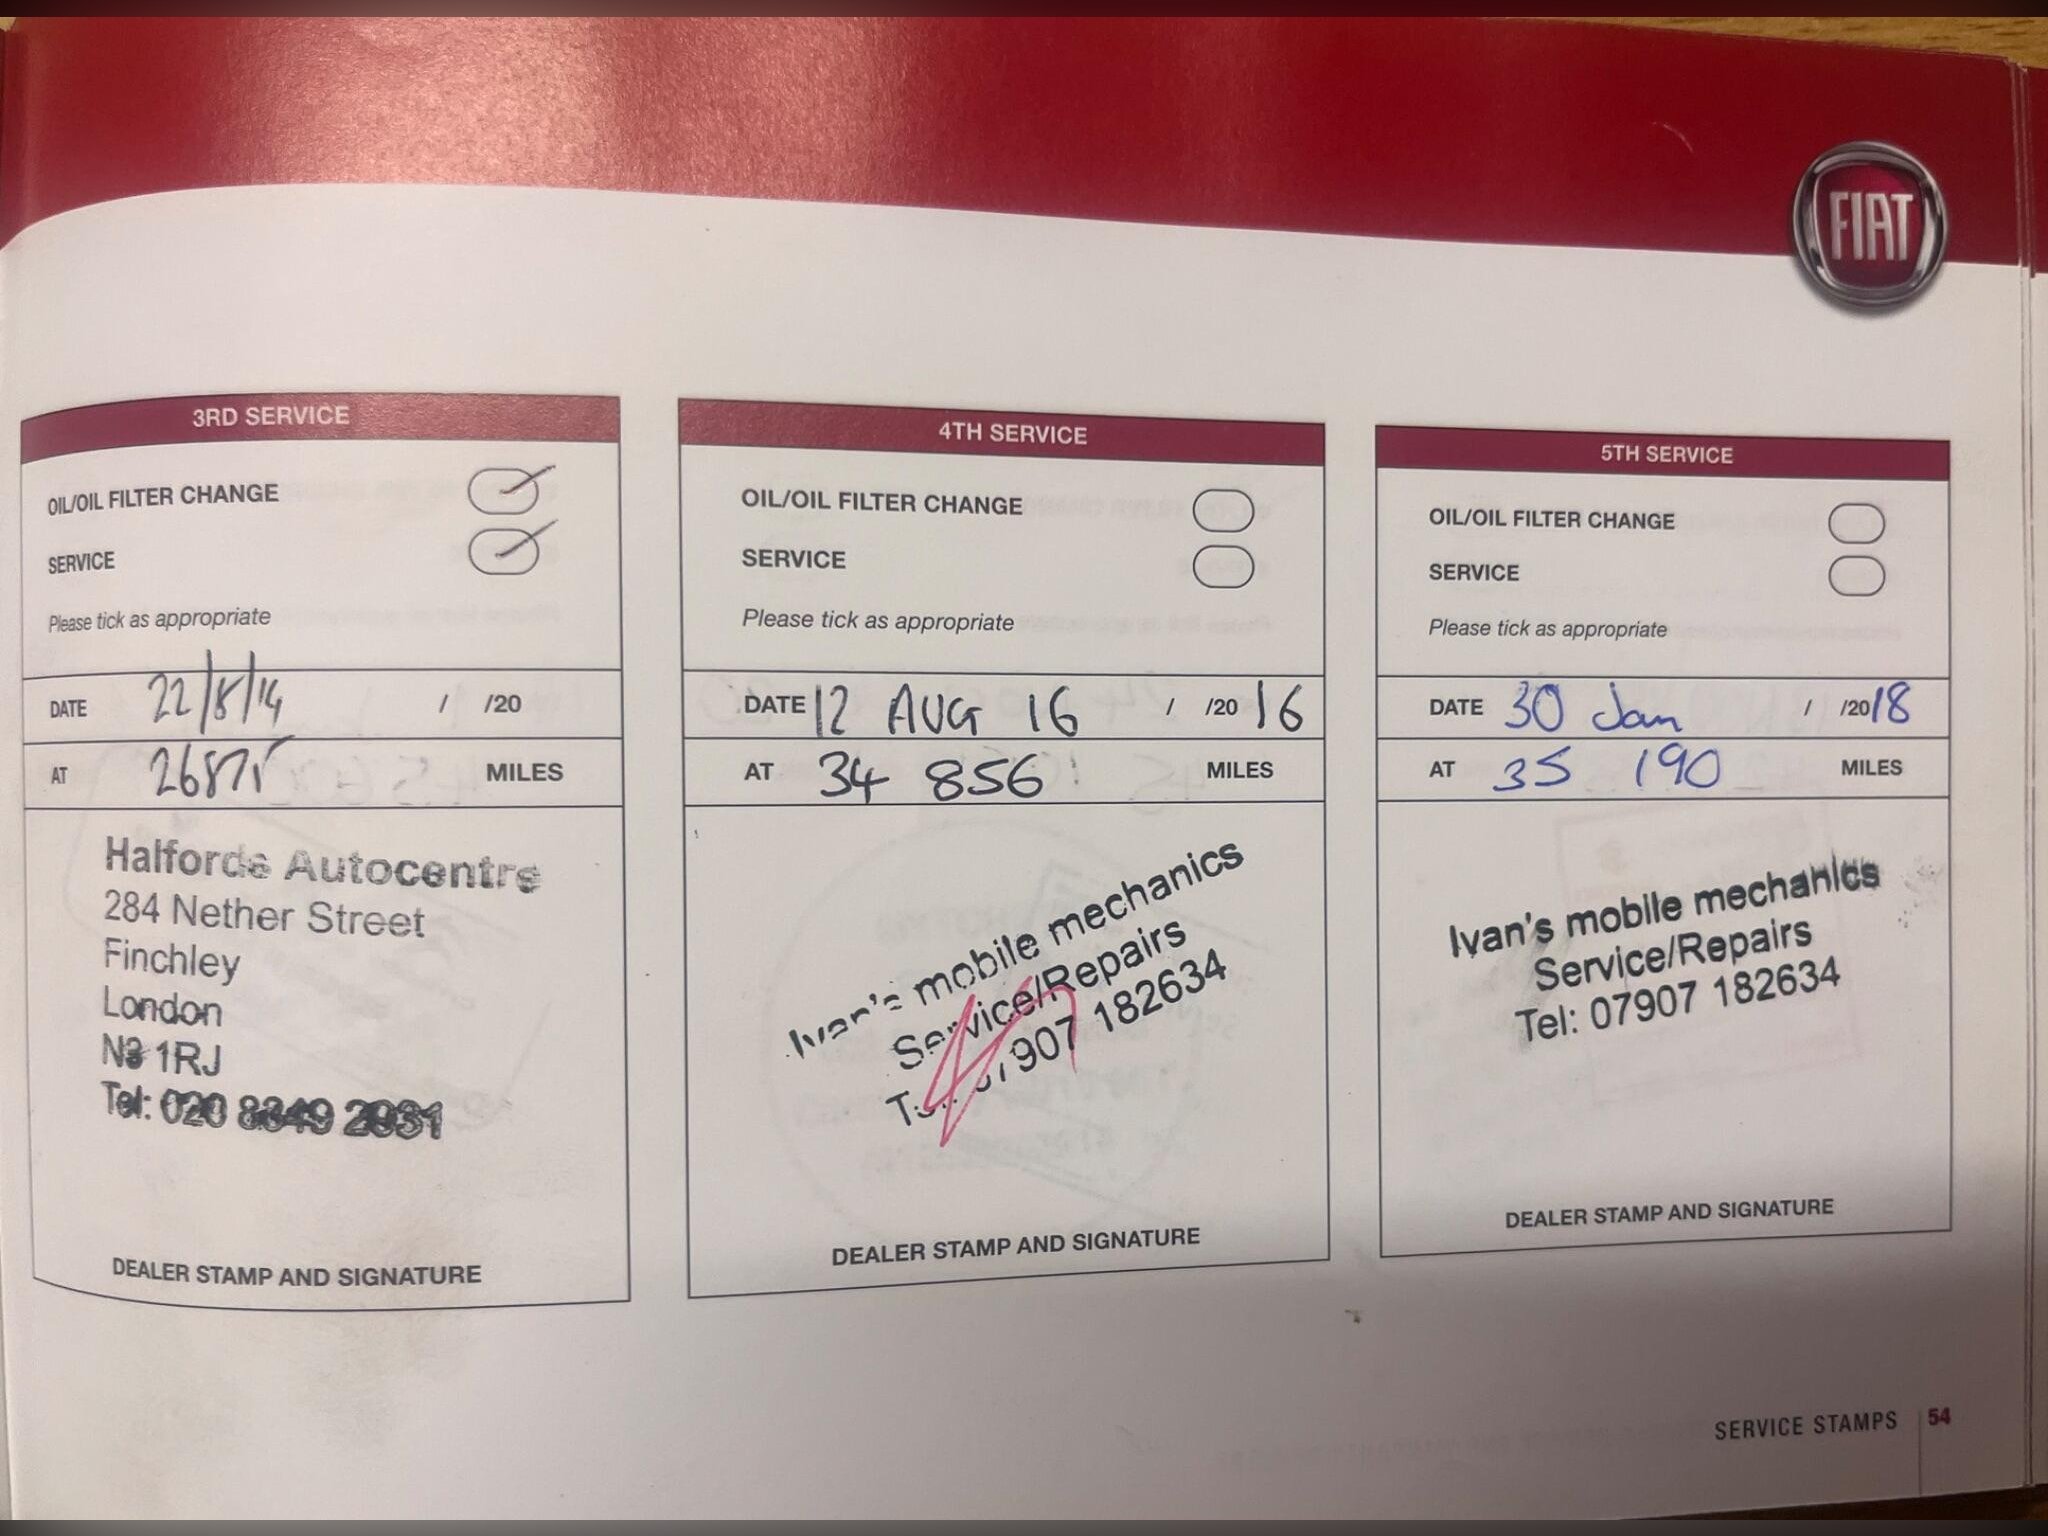 FIAT
3RD SERVICE
OIL/OIL FILTER CHANGE
SERVICE
Please tick as appropriate
DATE 22/8/14 / /20
AT 26875 MILES
Halfords Autocentre
284 Nether Street
Finchley
London
N3 1RJ
Tel: 020 8349 2931
DEALER STAMP AND SIGNATURE
4TH SERVICE
OIL/OIL FILTER CHANGE
SERVICE
Please tick as appropriate
DATE 12 AUG 16 / /20 16
AT 34 856 MILES
Ivan's mobile mechanics
Service/Repairs
Tel: 07907 182634
DEALER STAMP AND SIGNATURE
5TH SERVICE
OIL/OIL FILTER CHANGE
SERVICE
Please tick as appropriate
DATE 30 Jan / /20 18
AT 35 190 MILES
Ivan's mobile mechanics
Service/Repairs
Tel: 07907 182634
DEALER STAMP AND SIGNATURE
SERVICE STAMPS 54